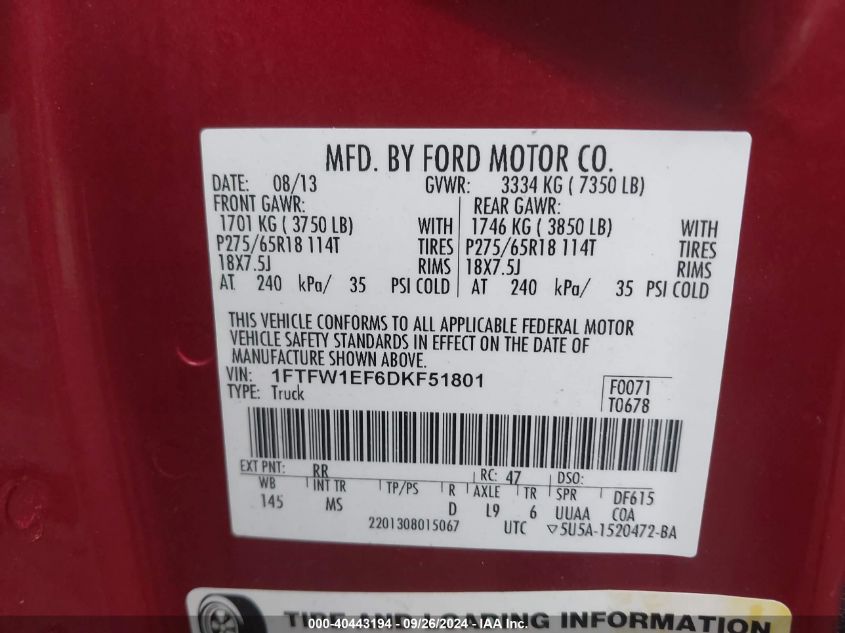 MFD. BY FORD MOTOR CO.
DATE: 08/13 GVWR: 3334 KG ( 7350 LB)
FRONT GAWR: REAR GAWR:
1701 KG ( 3750 LB) WITH 1746 KG ( 3850 LB) WITH
P275/65R18 114T TIRES P275/65R18 114T TIRES
18X7.5J RIMS 18X7.5J RIMS
AT 240 kPa/ 35 PSI COLD AT 240 kPa/ 35 PSI COLD
THIS VEHICLE CONFORMS TO ALL APPLICABLE FEDERAL MOTOR
VEHICLE SAFETY STANDARDS IN EFFECT ON THE DATE OF
MANUFACTURE SHOWN ABOVE.
VIN: 1FTFW1EF6DKF51801
TYPE: Truck
F0071
T0678
EXT PNT: RR RC: 47 DSO:
WB INT TR TP/PS R AXLE TR SPR DF615
145 MS D L9 6 UUAA COA
2201308015067 UTC ▽5U5A-1520472-BA
TIRE AND LOADING INFORMATION
000-40443194 - 09/26/2024 - IAA Inc.